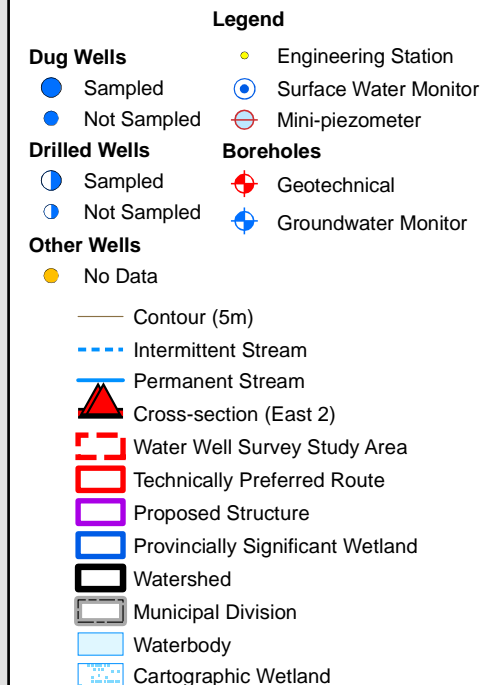 Legend
Dug Wells
Sampled
Not Sampled
Drilled Wells
Sampled
Not Sampled
Other Wells
No Data
Engineering Station
Surface Water Monitor
Mini-piezometer
Boreholes
Geotechnical
Groundwater Monitor
Contour (5m)
Intermittent Stream
Permanent Stream
Cross-section (East 2)
Water Well Survey Study Area
Technically Preferred Route
Proposed Structure
Provincially Significant Wetland
Watershed
Municipal Division
Waterbody
Cartographic Wetland